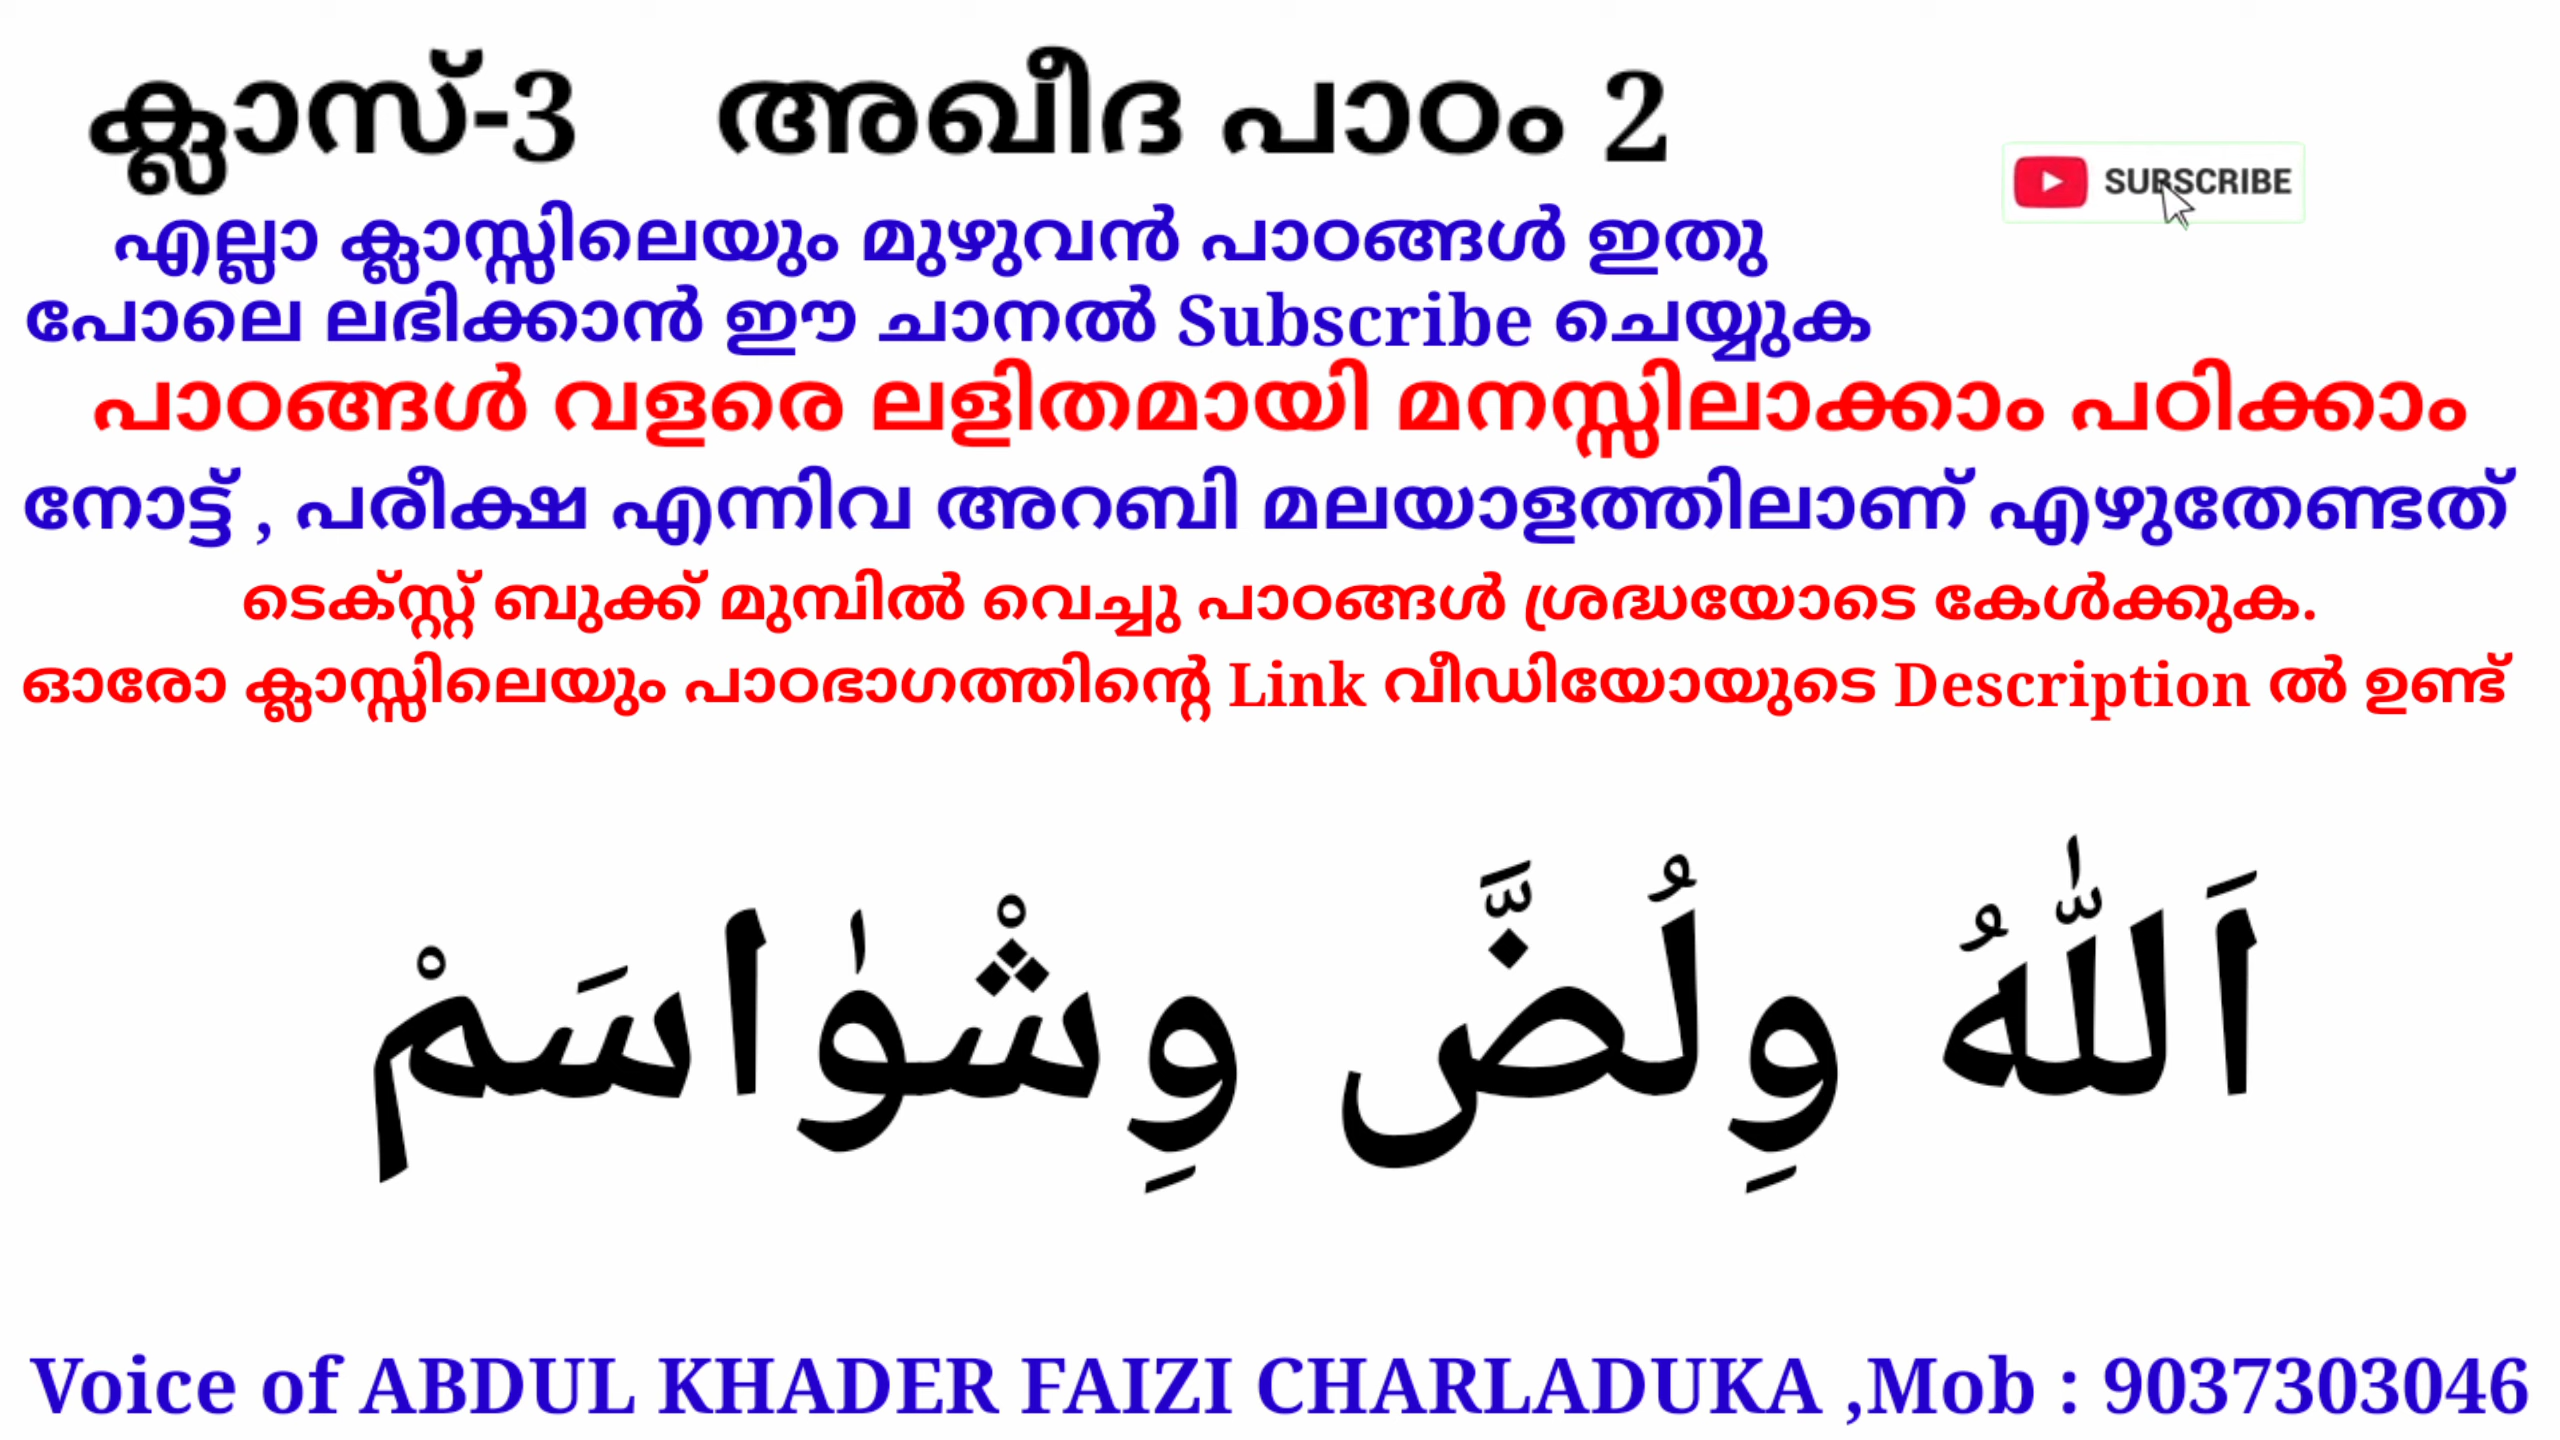 ക്ലാസ്-3 അഖീദ പാഠം 2
SUBSCRIBE
എല്ലാ ക്ലാസ്സിലെയും മുഴുവൻ പാഠങ്ങൾ ഇതു
പോലെ ലഭിക്കാൻ ഈ ചാനൽ Subscribe ചെയ്യുക
പാഠങ്ങൾ വളരെ ലളിതമായി മനസ്സിലാക്കാം പഠിക്കാം
നോട്ട് , പരീക്ഷ എന്നിവ അറബി മലയാളത്തിലാണ് എഴുതേണ്ടത്
ടെക്സ്റ്റ് ബുക്ക് മുമ്പിൽ വെച്ചു പാഠങ്ങൾ ശ്രദ്ധയോടെ കേൾക്കുക.
ഓരോ ക്ലാസ്സിലെയും പാഠഭാഗത്തിന്റെ Link വീഡിയോയുടെ Description ൽ ഉണ്ട്
اَللّٰهُ وِلُضَّ وِشْوٰاسَمْ
Voice of ABDUL KHADER FAIZI CHARLADUKA ,Mob : 9037303046